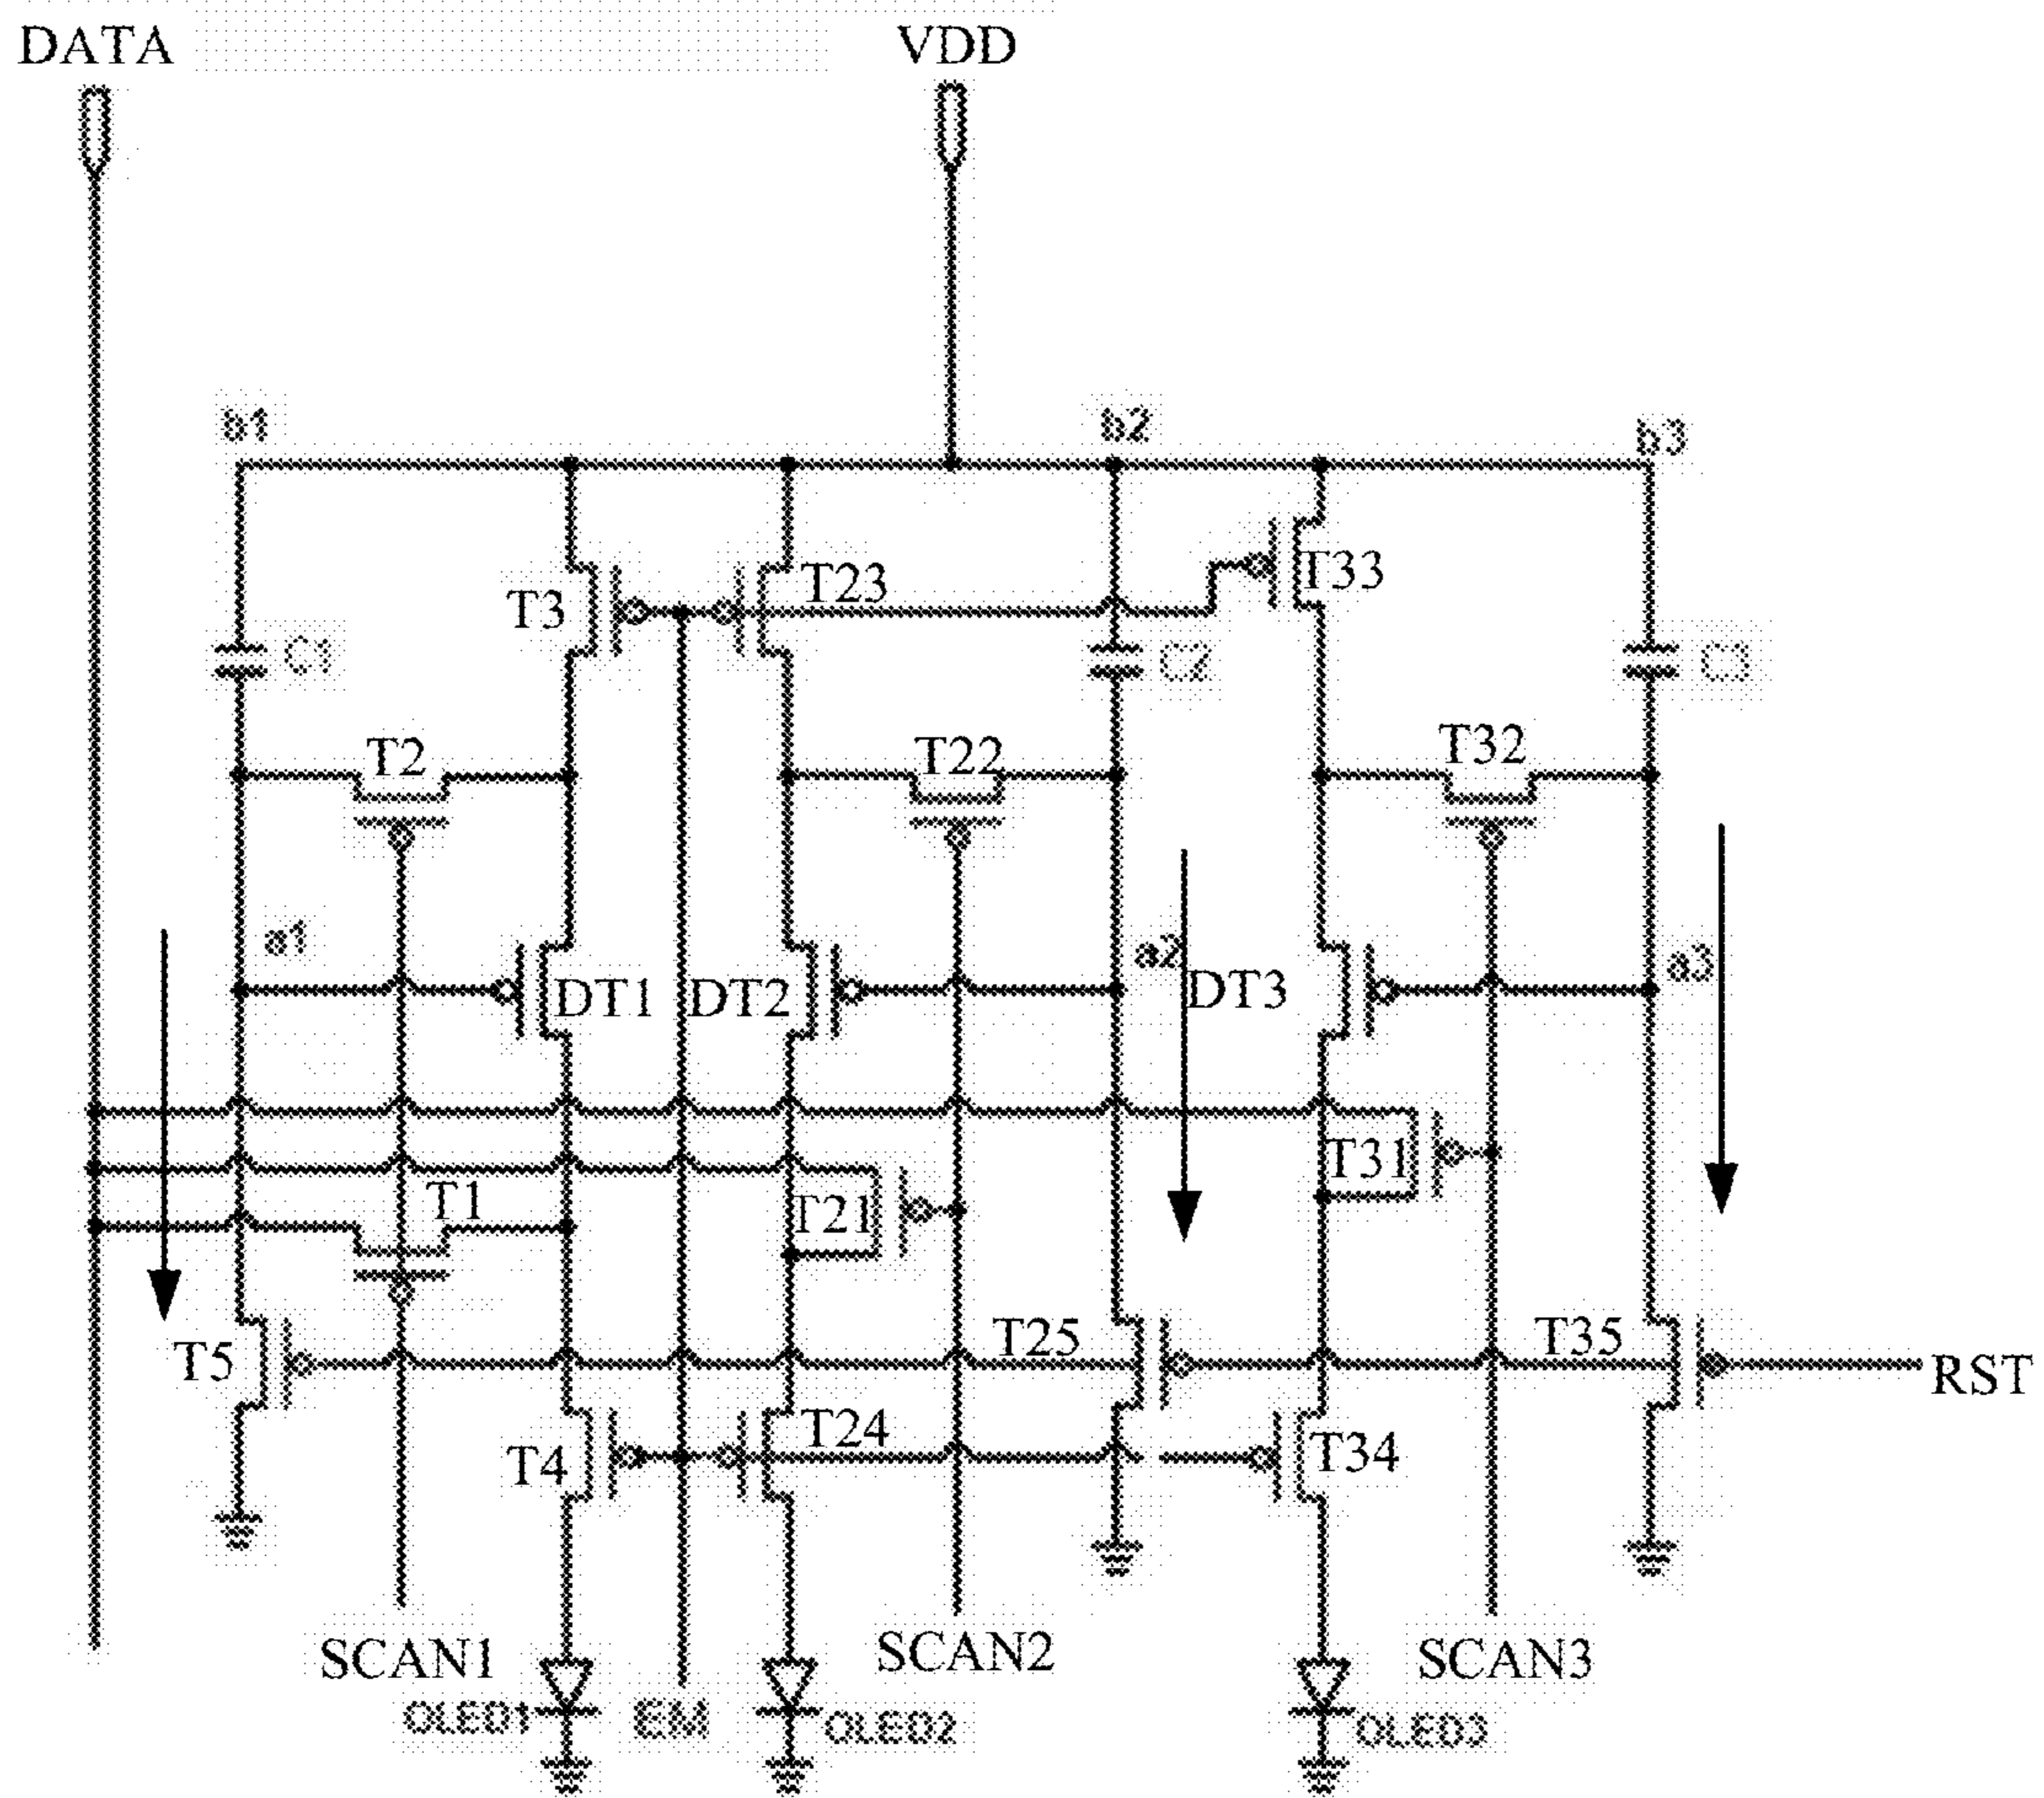 DATA
VDD
b1
b2
b3
T3
T23
T33
C1
C2
C3
T2
T22
T32
a1
DT1
DT2
a2
DT3
a3
T1
T21
T31
T5
T25
T35
RST
T4
T24
T34
SCAN1
SCAN2
SCAN3
OLED1
EM
OLED2
OLED3